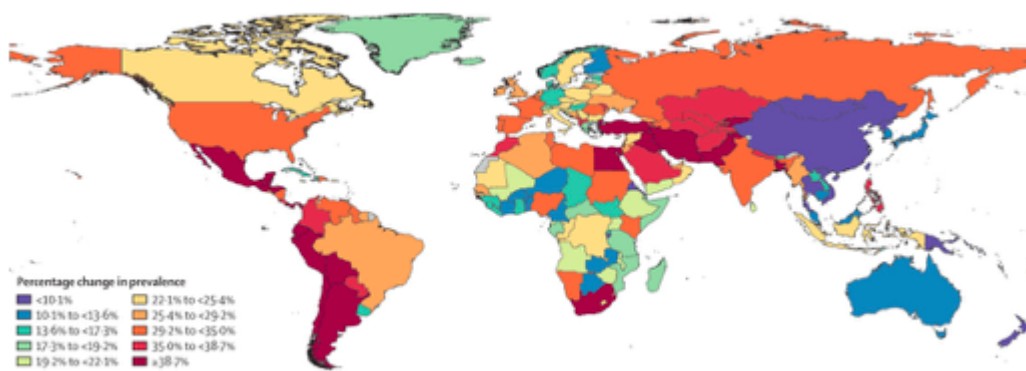 Percentage change in prevalence
<10·1%
10·1% to <13·6%
13·6% to <17·3%
17·3% to <19·2%
19·2% to <22·1%
22·1% to <25·4%
25·4% to <29·2%
29·2% to <35·0%
35·0% to <38·7%
≥38·7%